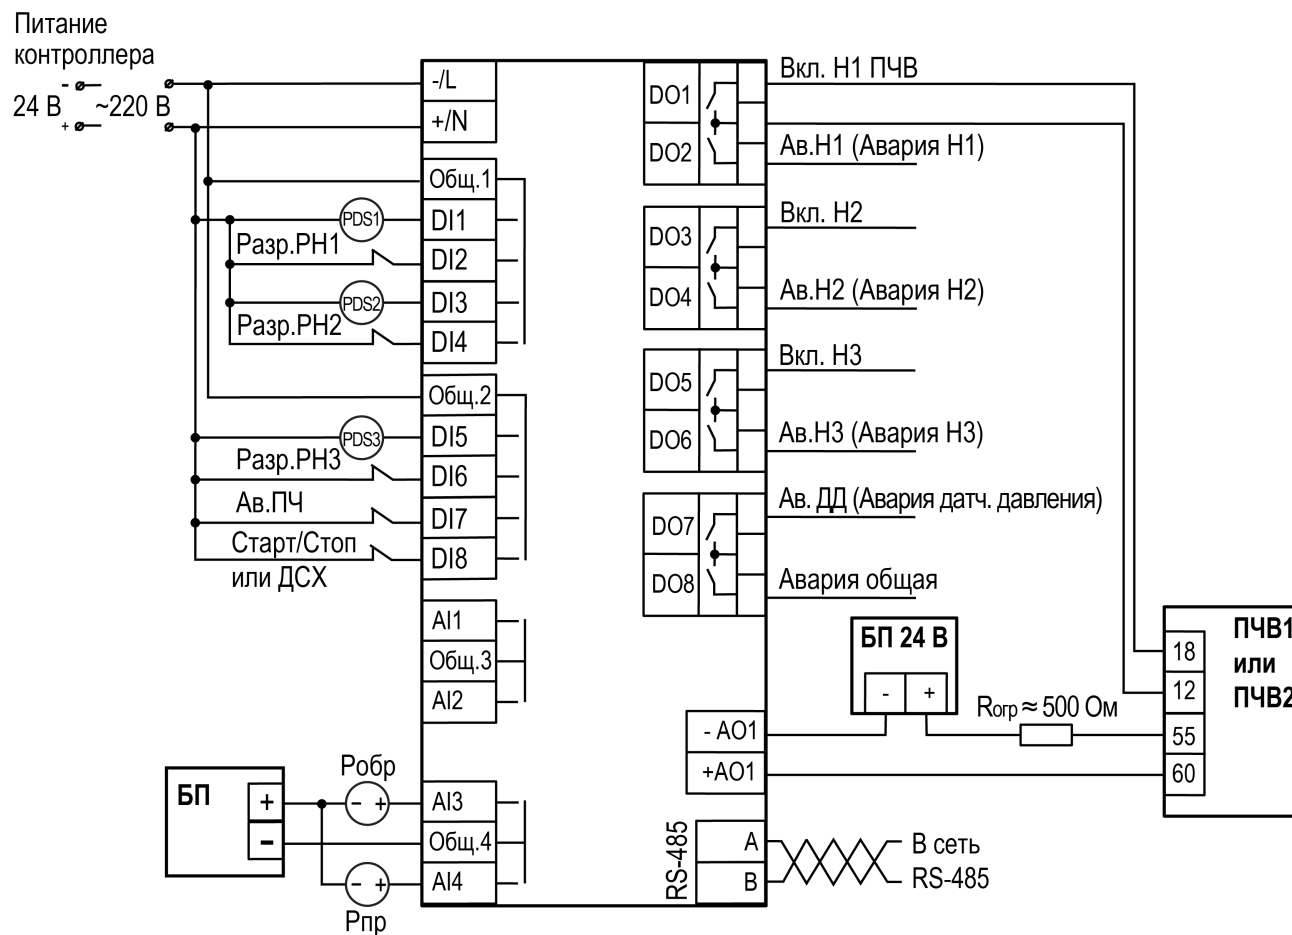 Питание
контроллера
-
24 В
+
~220 В
-/L
+/N
Общ.1
PDS1
DI1
Разр.РН1
DI2
PDS2
DI3
Разр.РН2
DI4
Общ.2
PDS3
DI5
Разр.РН3
DI6
Ав.ПЧ
DI7
Старт/Стоп
или ДСХ
DI8
AI1
Общ.3
AI2
БП
+
-
Робр
- +
AI3
Общ.4
AI4
- +
Рпр
DO1
DO2
Вкл. Н1 ПЧВ
Ав.Н1 (Авария Н1)
DO3
DO4
Вкл. Н2
Ав.Н2 (Авария Н2)
DO5
DO6
Вкл. Н3
Ав.Н3 (Авария Н3)
DO7
DO8
Ав. ДД (Авария датч. давления)
Авария общая
БП 24 В
- +
Rогр ≈ 500 Ом
- AO1
+AO1
18
12
55
60
ПЧВ1
или
ПЧВ2
RS-485
A
B
В сеть
RS-485